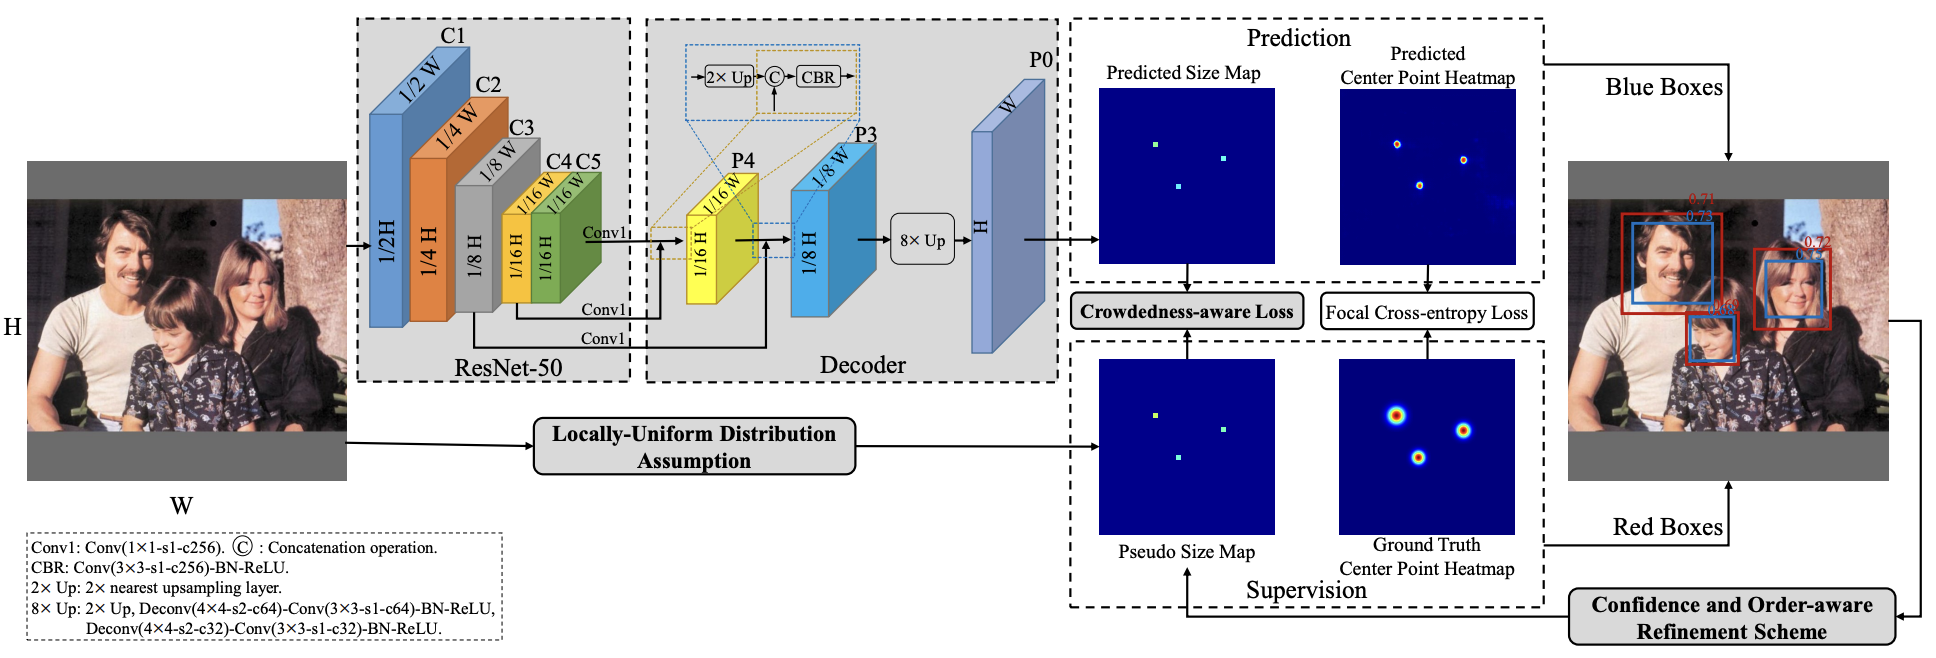 H
W
C1
1/2 W
1/2H
C2
1/4 W
1/4 H
C3
1/8 W
1/8 H
C4 C5
1/16 W
1/16 W
1/16 H
1/16 H
ResNet-50
Conv1
Conv1
Conv1
2× Up
C
CBR
P4
1/16 W
1/16 H
P3
1/8 W
1/8 H
8× Up
P0
W
H
Decoder
Prediction
Predicted Size Map
Predicted
Center Point Heatmap
Crowdedness-aware Loss
Focal Cross-entropy Loss
Pseudo Size Map
Ground Truth
Center Point Heatmap
Supervision
Locally-Uniform Distribution
Assumption
Blue Boxes
0.71
0.73
0.72
Red Boxes
Confidence and Order-aware
Refinement Scheme
Conv1: Conv(1×1-s1-c256). C : Concatenation operation.
CBR: Conv(3×3-s1-c256)-BN-ReLU.
2× Up: 2× nearest upsampling layer.
8× Up: 2× Up, Deconv(4×4-s2-c64)-Conv(3×3-s1-c64)-BN-ReLU,
Deconv(4×4-s2-c32)-Conv(3×3-s1-c32)-BN-ReLU.